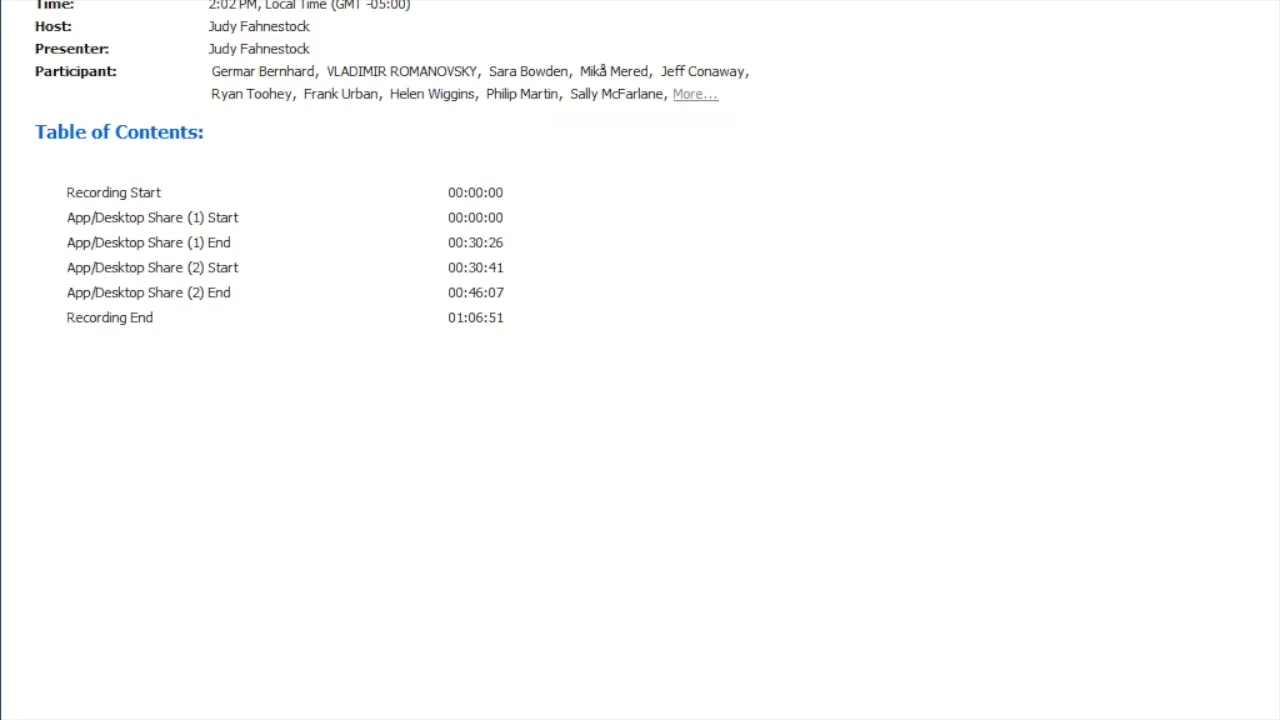 Time: 2:02 PM, Local Time (GMT -05:00)
Host: Judy Fahnestock
Presenter: Judy Fahnestock
Participant: Germar Bernhard, VLADIMIR ROMANOVSKY, Sara Bowden, Mikå Mered, Jeff Conaway,
Ryan Toohey, Frank Urban, Helen Wiggins, Philip Martin, Sally McFarlane, More...
Table of Contents:
Recording Start 00:00:00
App/Desktop Share (1) Start 00:00:00
App/Desktop Share (1) End 00:30:26
App/Desktop Share (2) Start 00:30:41
App/Desktop Share (2) End 00:46:07
Recording End 01:06:51